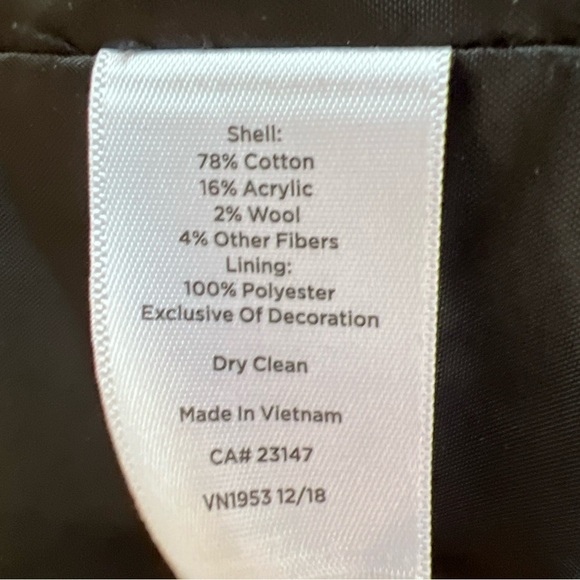 Shell:
78% Cotton
16% Acrylic
2% Wool
4% Other Fibers
Lining:
100% Polyester
Exclusive Of Decoration
Dry Clean
Made In Vietnam
CA# 23147
VN1953 12/18